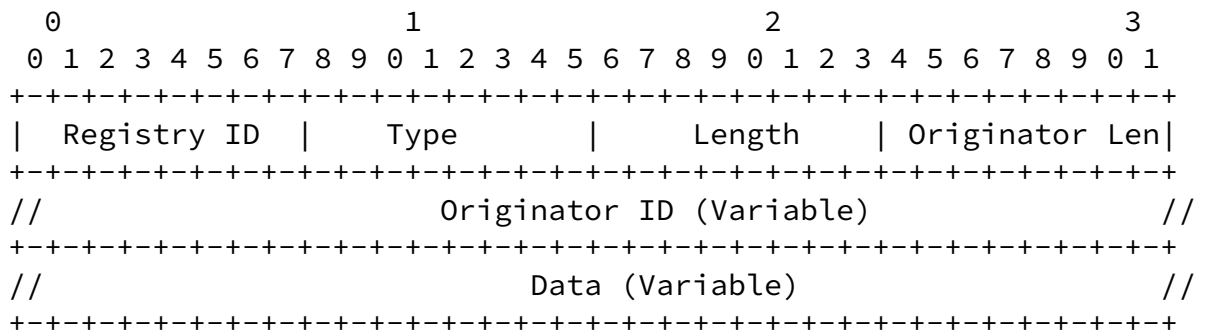 0                   1                   2                   3
 0 1 2 3 4 5 6 7 8 9 0 1 2 3 4 5 6 7 8 9 0 1 2 3 4 5 6 7 8 9 0 1
+-+-+-+-+-+-+-+-+-+-+-+-+-+-+-+-+-+-+-+-+-+-+-+-+-+-+-+-+-+-+-+-+
|  Registry ID  |    Type       |     Length    | Originator Len|
+-+-+-+-+-+-+-+-+-+-+-+-+-+-+-+-+-+-+-+-+-+-+-+-+-+-+-+-+-+-+-+-+
//                      Originator ID (Variable)                //
+-+-+-+-+-+-+-+-+-+-+-+-+-+-+-+-+-+-+-+-+-+-+-+-+-+-+-+-+-+-+-+-+
//                           Data (Variable)                    //
+-+-+-+-+-+-+-+-+-+-+-+-+-+-+-+-+-+-+-+-+-+-+-+-+-+-+-+-+-+-+-+-+